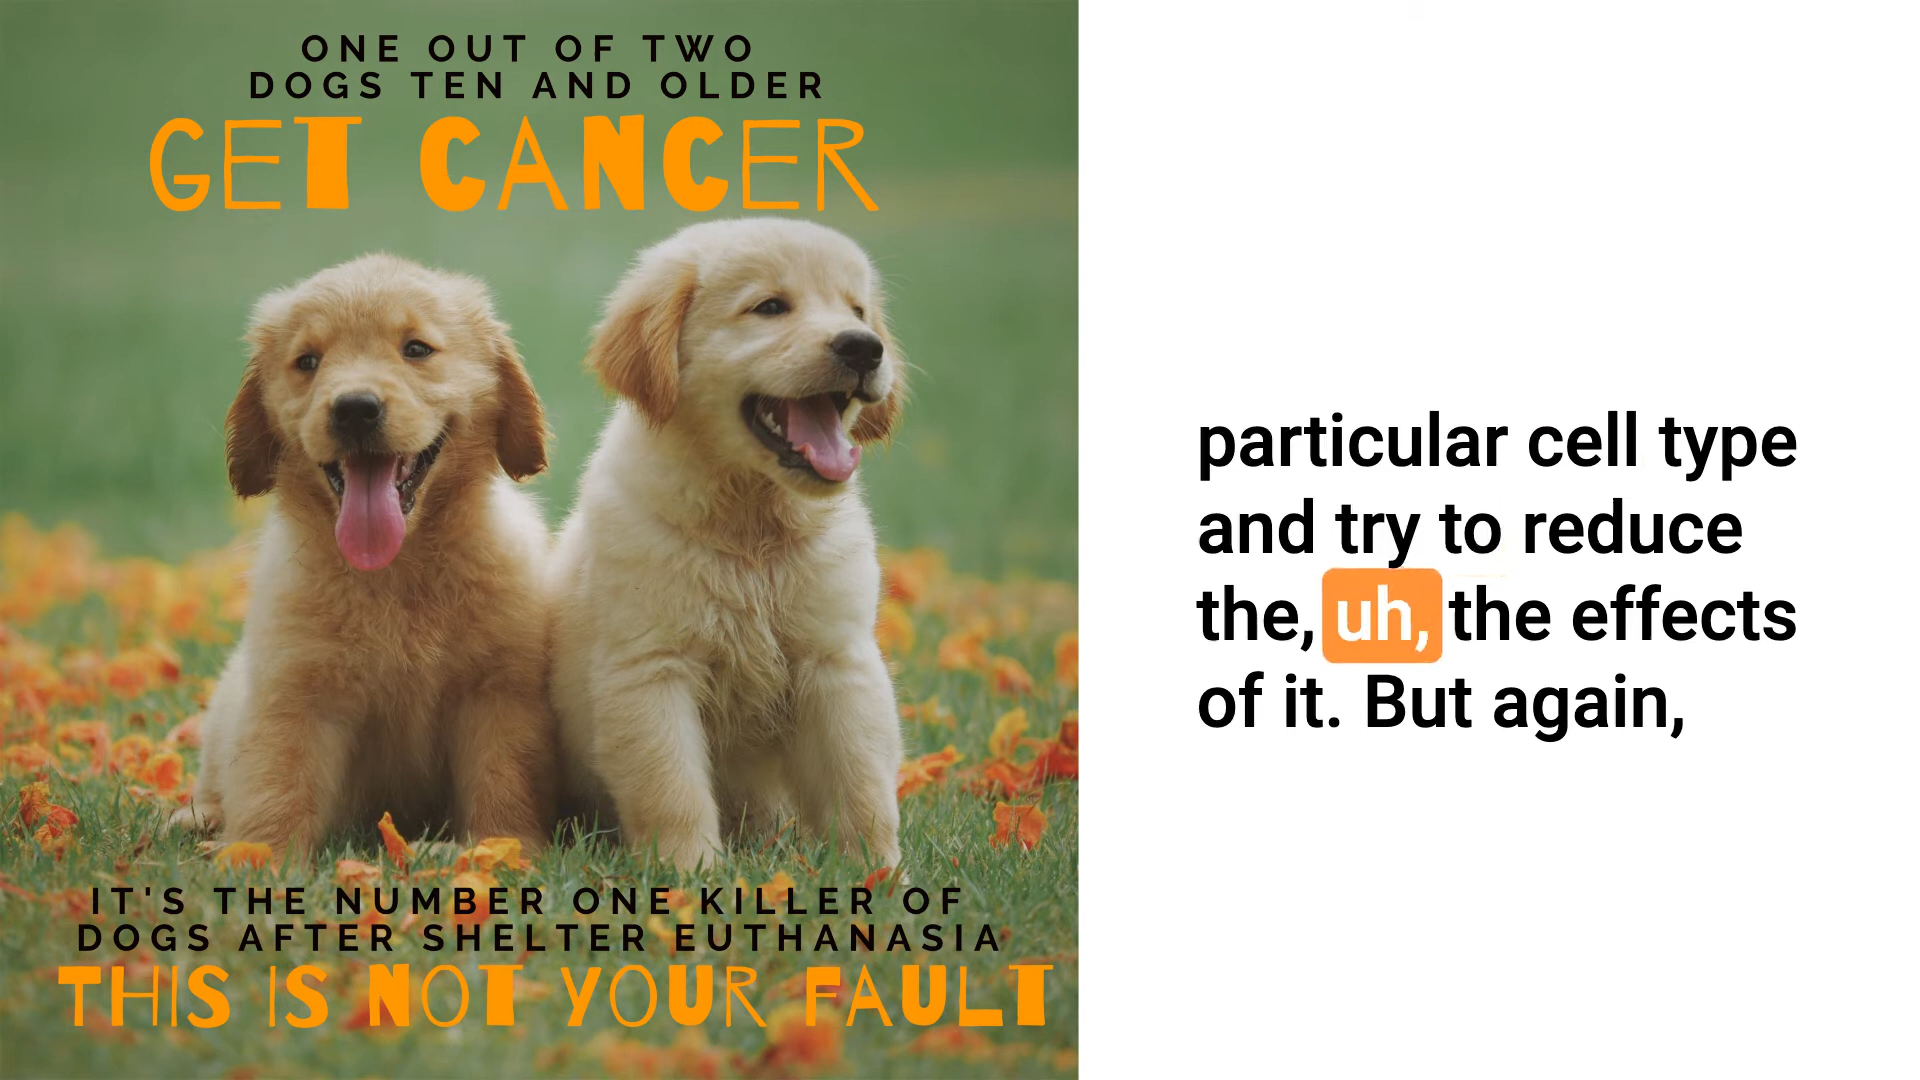 ONE OUT OF TWO
DOGS TEN AND OLDER
GET CANCER
IT'S THE NUMBER ONE KILLER OF
DOGS AFTER SHELTER EUTHANASIA
THIS IS NOT YOUR FAULT
particular cell type
and try to reduce
the, uh, the effects
of it. But again,